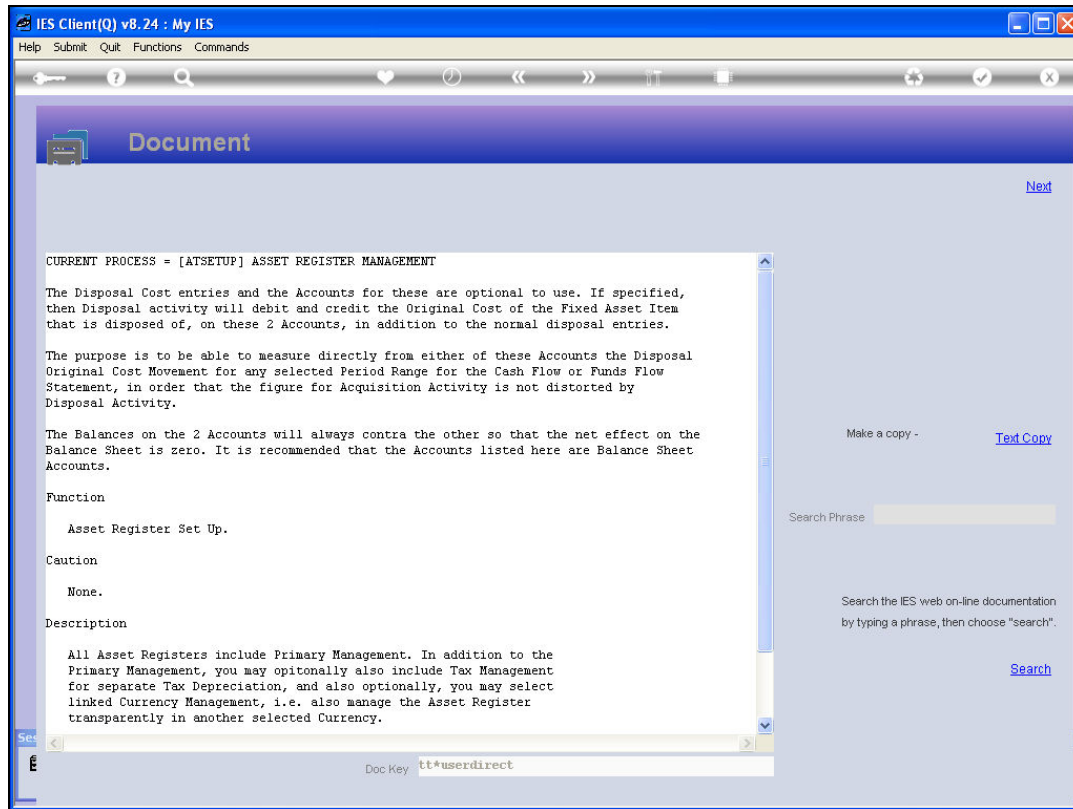 IES Client(Q) v8.24 : My IES
Help Submit Quit Functions Commands
Document
Next
CURRENT PROCESS = [ATSETUP] ASSET REGISTER MANAGEMENT
The Disposal Cost entries and the Accounts for these are optional to use. If specified,
then Disposal activity will debit and credit the Original Cost of the Fixed Asset Item
that is disposed of, on these 2 Accounts, in addition to the normal disposal entries.
The purpose is to be able to measure directly from either of these Accounts the Disposal
Original Cost Movement for any selected Period Range for the Cash Flow or Funds Flow
Statement, in order that the figure for Acquisition Activity is not distorted by
Disposal Activity.
The Balances on the 2 Accounts will always contra the other so that the net effect on the
Balance Sheet is zero. It is recommended that the Accounts listed here are Balance Sheet
Accounts.
Make a copy -
Text Copy
Function
Asset Register Set Up.
Search Phrase
Caution
None.
Search the IES web on-line documentation
by typing a phrase, then choose "search".
Description
All Asset Registers include Primary Management. In addition to the
Primary Management, you may opitonally also include Tax Management
for separate Tax Depreciation, and also optionally, you may select
linked Currency Management, i.e. also manage the Asset Register
transparently in another selected Currency.
Search
Ses
Doc Key tt*userdirect